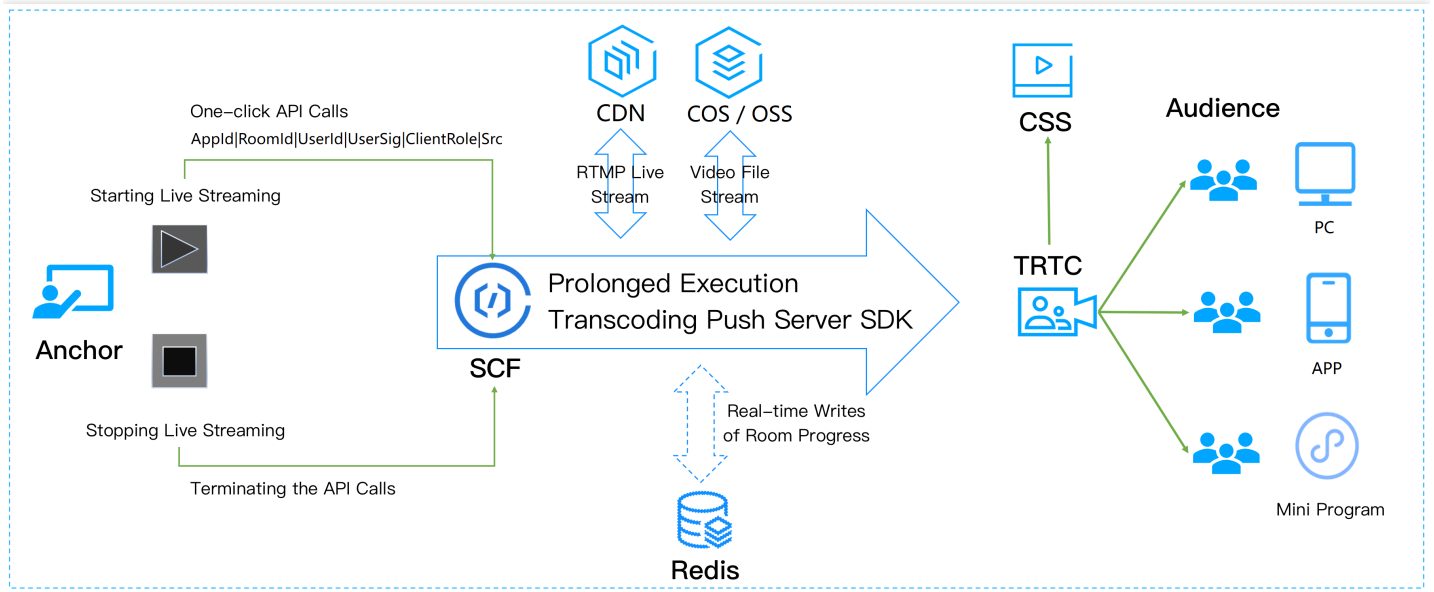 One-click API Calls
AppId|RoomId|UserId|UserSig|ClientRole|Src
Starting Live Streaming
Anchor
Stopping Live Streaming
Terminating the API Calls
CDN
COS / OSS
RTMP Live
Stream
Video File
Stream
SCF
Prolonged Execution
Transcoding Push Server SDK
Real-time Writes
of Room Progress
Redis
CSS
TRTC
Audience
PC
APP
Mini Program